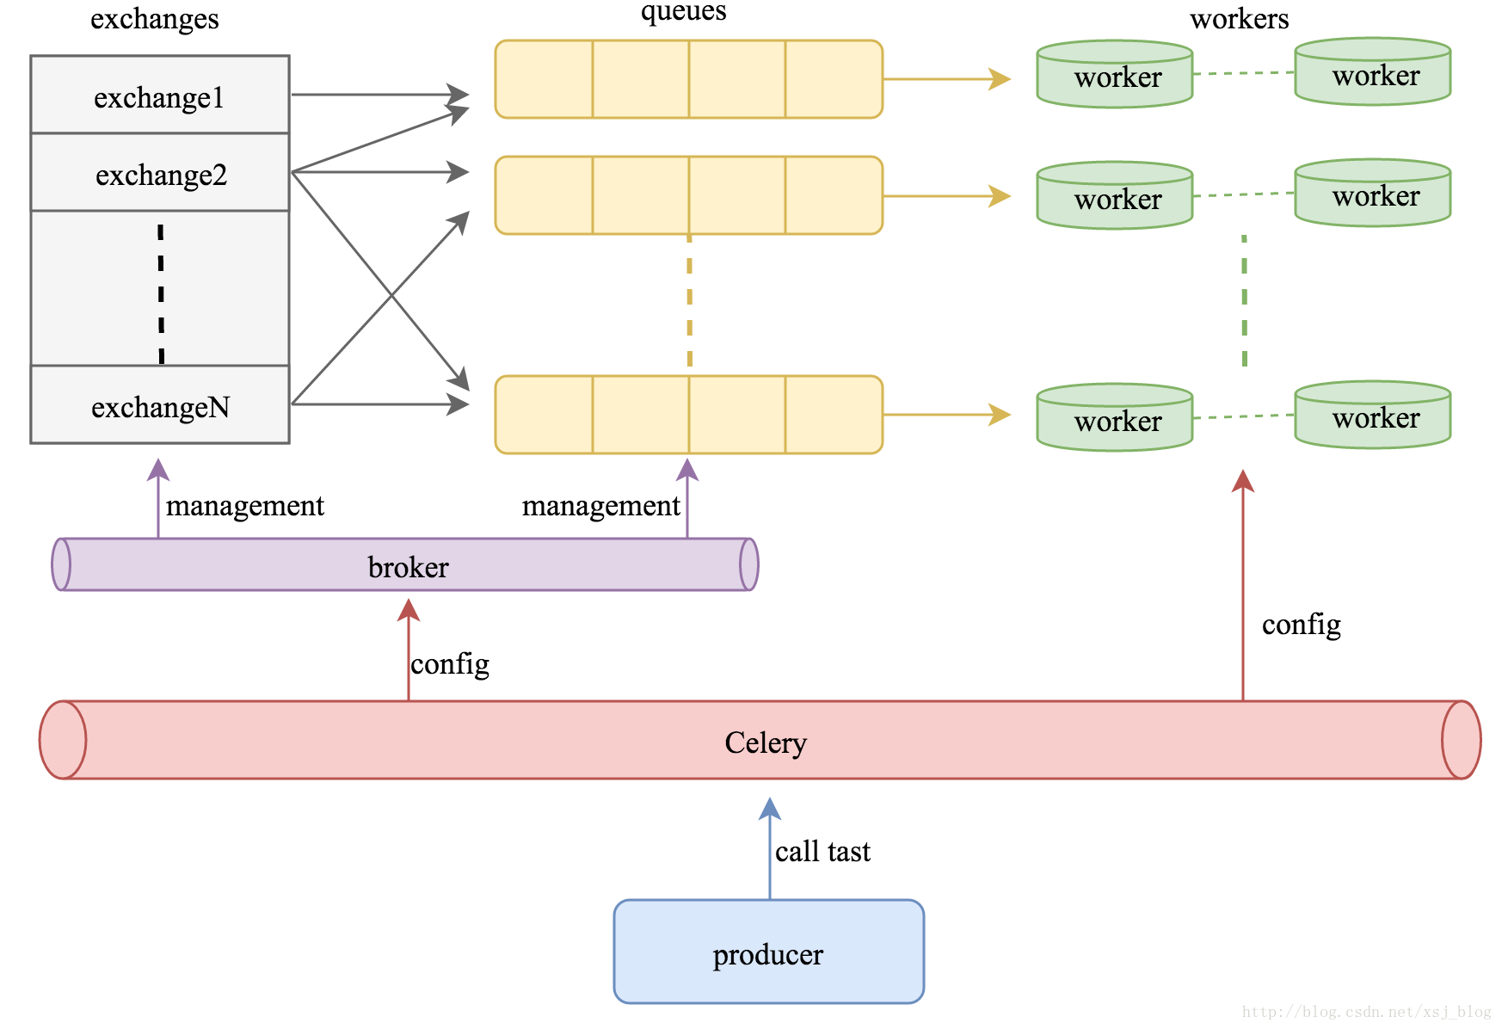 exchanges
queues
workers
exchange1
worker
worker
exchange2
worker
worker
exchangeN
worker
worker
management
management
broker
config
config
Celery
call tast
producer
http://blog.csdn.net/xsj_blog